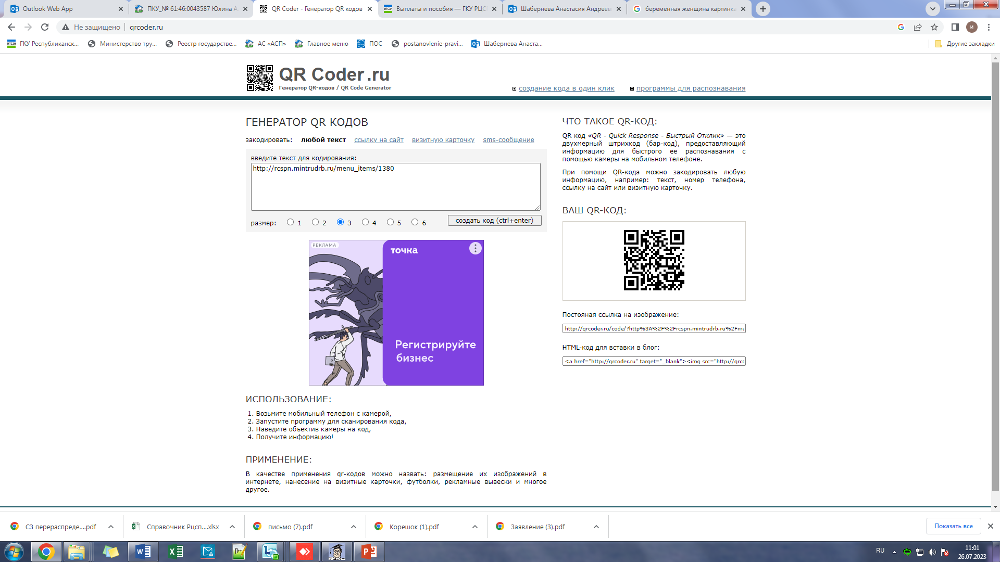 Outlook Web App
ПКУ_№ 61:46:0043587 Юлина А
QR Coder - Генератор QR кодов
Выплаты и пособия — ГКУ РЦС
Шабернева Анастасия Андреев
беременная женщина картинка
Не защищено
qrcoder.ru
и
ГКУ Республиканск...
Министерство тру...
Реестр государстве...
АС «АСП»
Главное меню
ПОС
postanovlenie-pravi...
Шабернева Анаста...
Другие закладки
QR Coder.ru
Генератор QR-кодов / QR Code Generator
создание кода в один клик
программы для распознавания
ГЕНЕРАТОР QR КОДОВ
закодировать: любой текст ссылку на сайт визитную карточку sms-сообщение
введите текст для кодирования:
http://rcspn.mintrudrb.ru/menu_items/1380
размер: 1 2 3 4 5 6
создать код (ctrl+enter)
РЕКЛАМА
точка
Регистрируйте
бизнес
ИСПОЛЬЗОВАНИЕ:
1. Возьмите мобильный телефон с камерой,
2. Запустите программу для сканирования кода,
3. Наведите объектив камеры на код,
4. Получите информацию!
ПРИМЕНЕНИЕ:
В качестве применения qr-кодов можно назвать: размещение их изображений в
интернете, нанесение на визитные карточки, футболки, рекламные вывески и многое
другое.
ЧТО ТАКОЕ QR-КОД:
QR код «QR - Quick Response - Быстрый Отклик» — это
двухмерный штрихкод (бар-код), предоставляющий
информацию для быстрого ее распознавания с
помощью камеры на мобильном телефоне.
При помощи QR-кода можно закодировать любую
информацию, например: текст, номер телефона,
ссылку на сайт или визитную карточку.
ВАШ QR-КОД:
Постояная ссылка на изображение:
http://qrcoder.ru/code/?http%3A%2F%2Frcspn.mintrudrb.ru%2Fme
HTML-код для вставки в блог:
<a href="http://qrcoder.ru" target="_blank"><img src="http://qrco
СЗ перераспреде....pdf
Справочник Рцсп....xlsx
письмо (7).pdf
Корешок (1).pdf
Заявление (3).pdf
Показать все
RU
11:01
26.07.2023